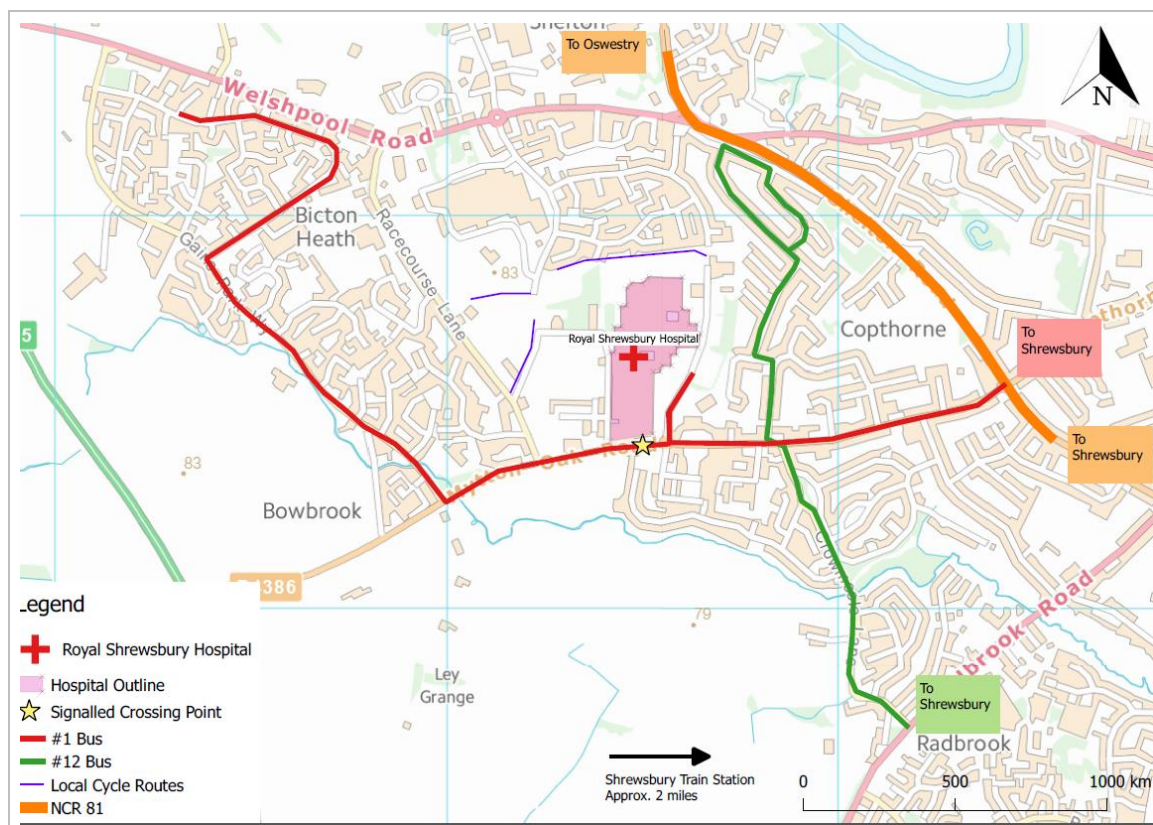 Shelton
To Oswestry
Welshpool Road
N
Bicton
Heath
Racecourse Lane
83
Copthorne
To
Shrewsbury
5
Royal Shrewsbury Hospital
To
Shrewsbury
83
Mytton Oak Road
Bowbrook
386
79
Ley
Grange
To
Shrewsbury
Radbrook
Legend
Royal Shrewsbury Hospital
Hospital Outline
Signalled Crossing Point
#1 Bus
#12 Bus
Local Cycle Routes
NCR 81
Shrewsbury Train Station
Approx. 2 miles
0 500 1000 km